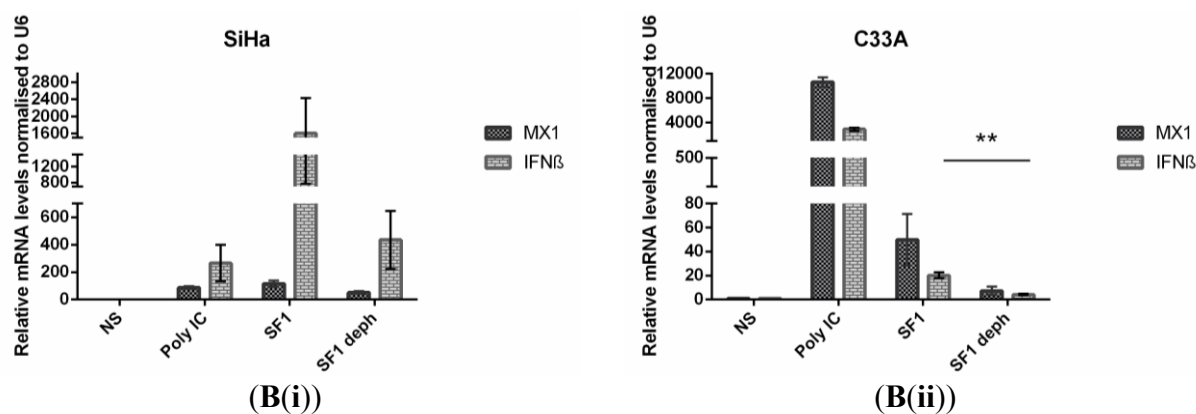 SiHa
Relative mRNA levels normalised to U6
2800
2400
2000
1600
1200
800
600
400
200
0
NS
Poly IC
SF1
SF1 deph
MX1
IFNß
(B(i))
C33A
Relative mRNA levels normalised to U6
12000
8000
4000
500
80
60
40
20
0
**
NS
Poly IC
SF1
SF1 deph
MX1
IFNß
(B(ii))